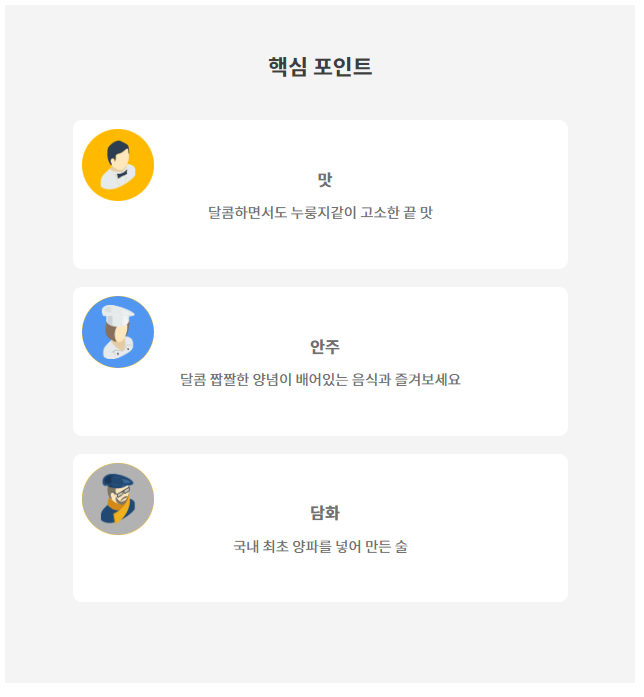 핵심 포인트
맛
달콤하면서도 누룽지같이 고소한 끝 맛
안주
달콤 짭짤한 양념이 배어있는 음식과 즐겨보세요
담화
국내 최초 양파를 넣어 만든 술